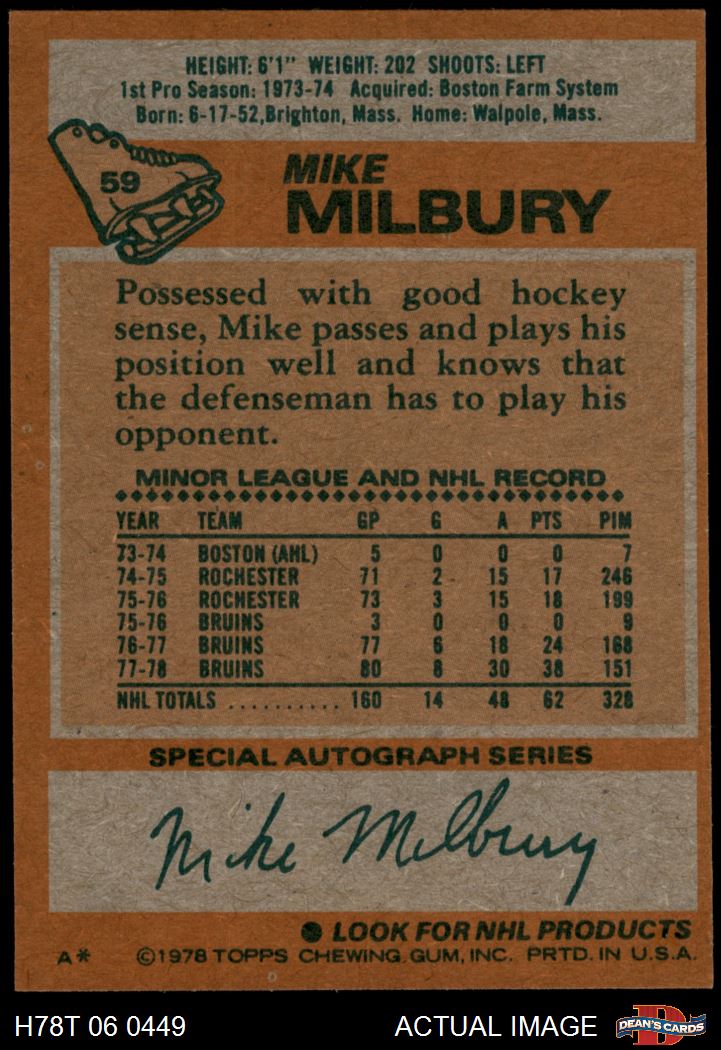 HEIGHT: 6'1" WEIGHT: 202 SHOOTS: LEFT
1st Pro Season: 1973-74 Acquired: Boston Farm System
Born: 6-17-52,Brighton, Mass. Home: Walpole, Mass.
59
MIKE
MILBURY
Possessed with good hockey
sense, Mike passes and plays his
position well and knows that
the defenseman has to play his
opponent.
MINOR LEAGUE AND NHL RECORD
YEAR TEAM GP G A PTS PIM
73-74 BOSTON (AHL) 5 0 0 0 7
74-75 ROCHESTER 71 2 15 17 246
75-76 ROCHESTER 73 3 15 18 199
75-76 BRUINS 3 0 0 0 9
76-77 BRUINS 77 6 18 24 168
77-78 BRUINS 80 8 30 38 151
NHL TOTALS .......... 160 14 48 62 328
SPECIAL AUTOGRAPH SERIES
Mike Milbury
● LOOK FOR NHL PRODUCTS
A* ©1978 TOPPS CHEWING GUM, INC. PRTD. IN U.S.A.
H78T 06 0449 ACTUAL IMAGE D DEAN'S CARDS